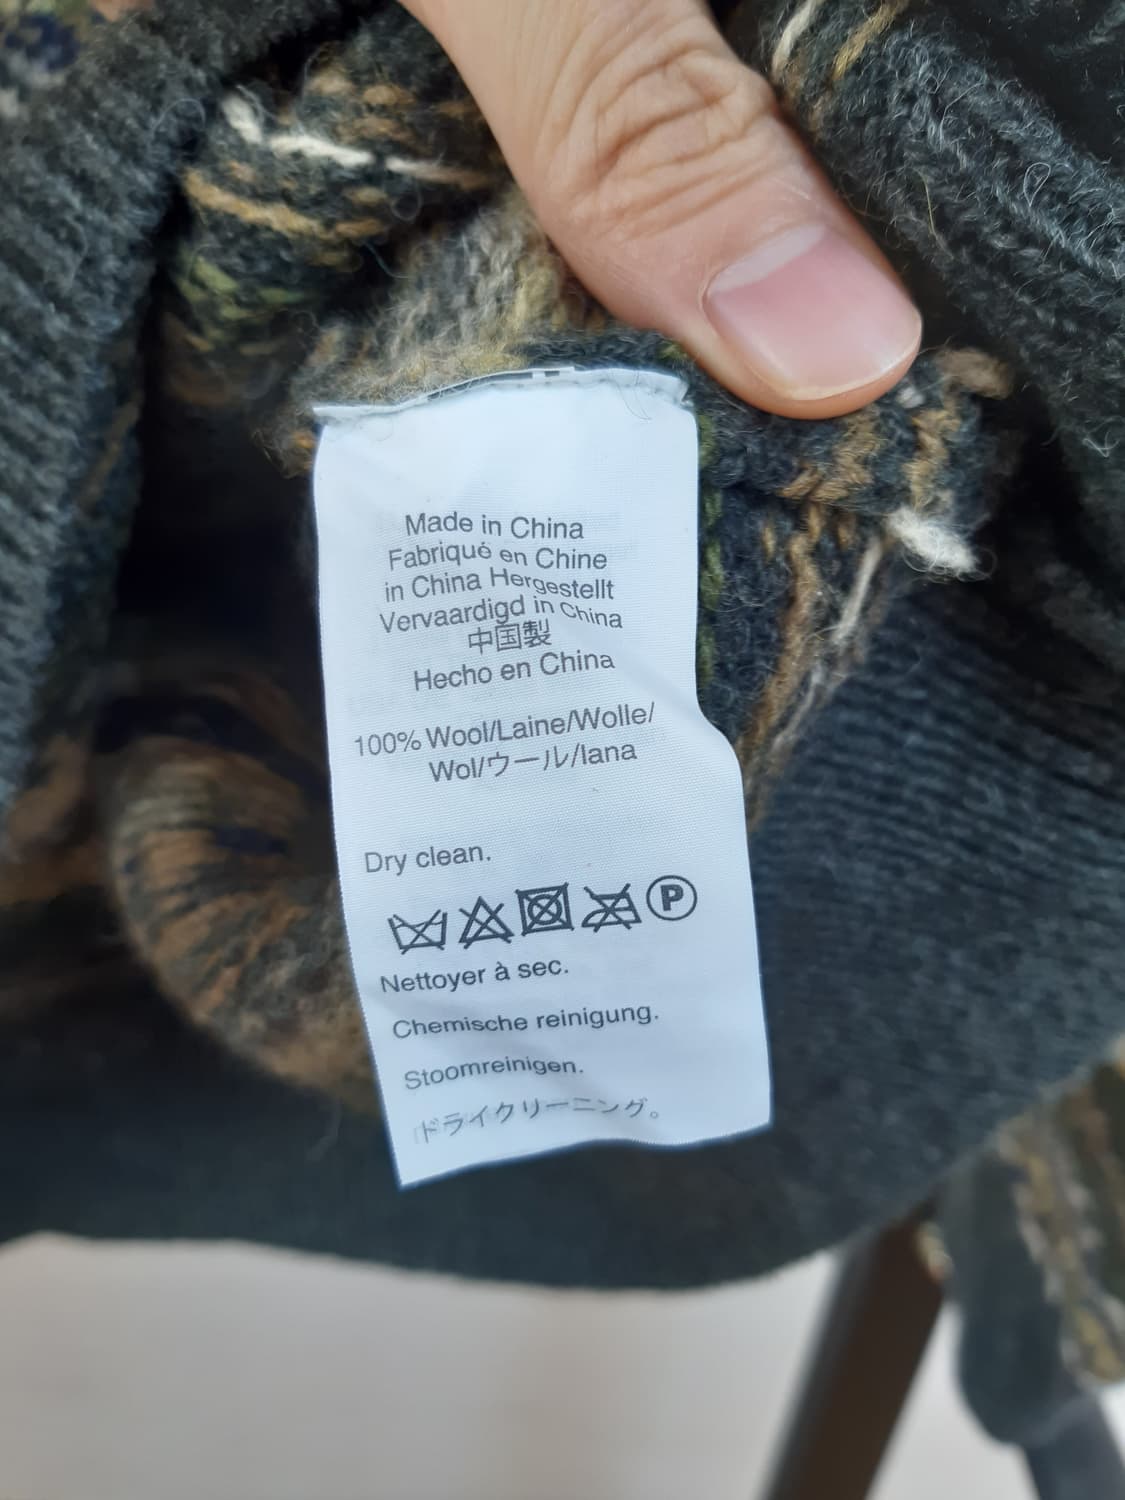 Made in China
Fabriqué en Chine
in China Hergestellt
Vervaardigd in China
中国製
Hecho en China
100% Wool/Laine/Wolle/
Wol/ウール/lana
Dry clean.
P
Nettoyer à sec.
Chemische reinigung.
Stoomreinigen.
ドライクリーニング。